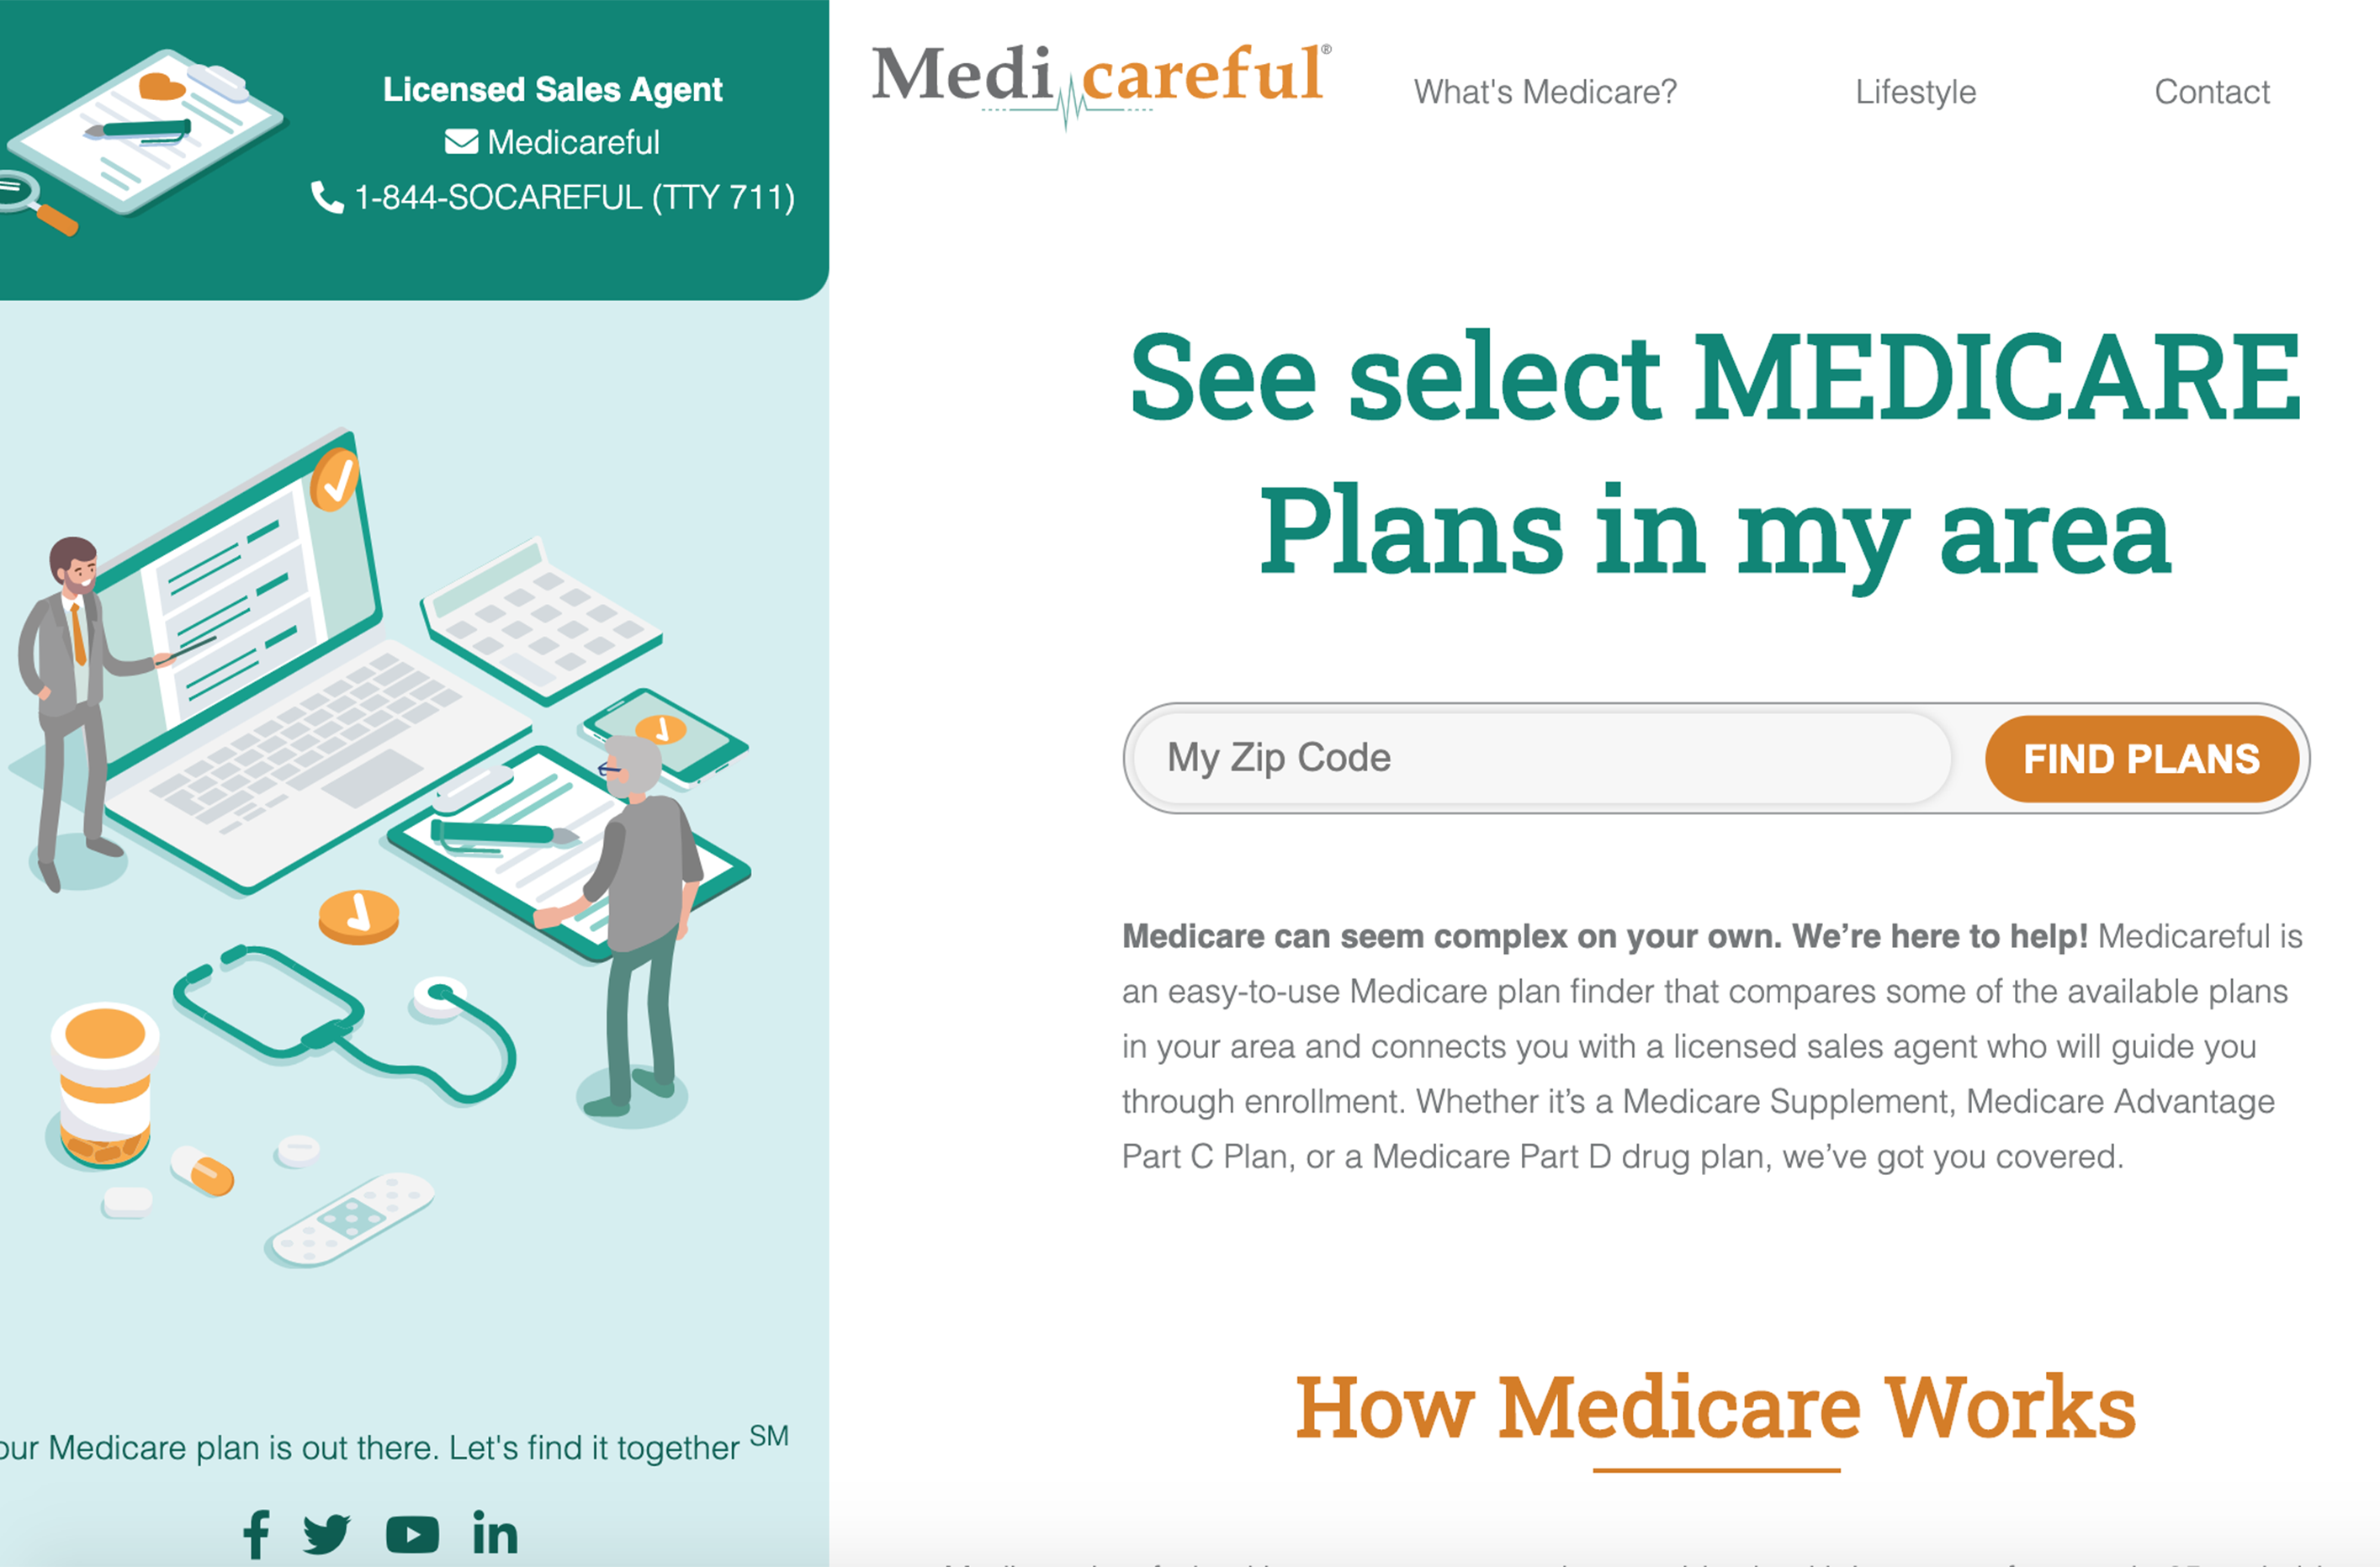 Licensed Sales Agent
Medicareful
1-844-SOCAREFUL (TTY 711)
Medicareful®
What's Medicare?
Lifestyle
Contact
See select MEDICARE
Plans in my area
My Zip Code
FIND PLANS
Medicare can seem complex on your own. We’re here to help! Medicareful is
an easy-to-use Medicare plan finder that compares some of the available plans
in your area and connects you with a licensed sales agent who will guide you
through enrollment. Whether it’s a Medicare Supplement, Medicare Advantage
Part C Plan, or a Medicare Part D drug plan, we’ve got you covered.
How Medicare Works
our Medicare plan is out there. Let's find it together SM